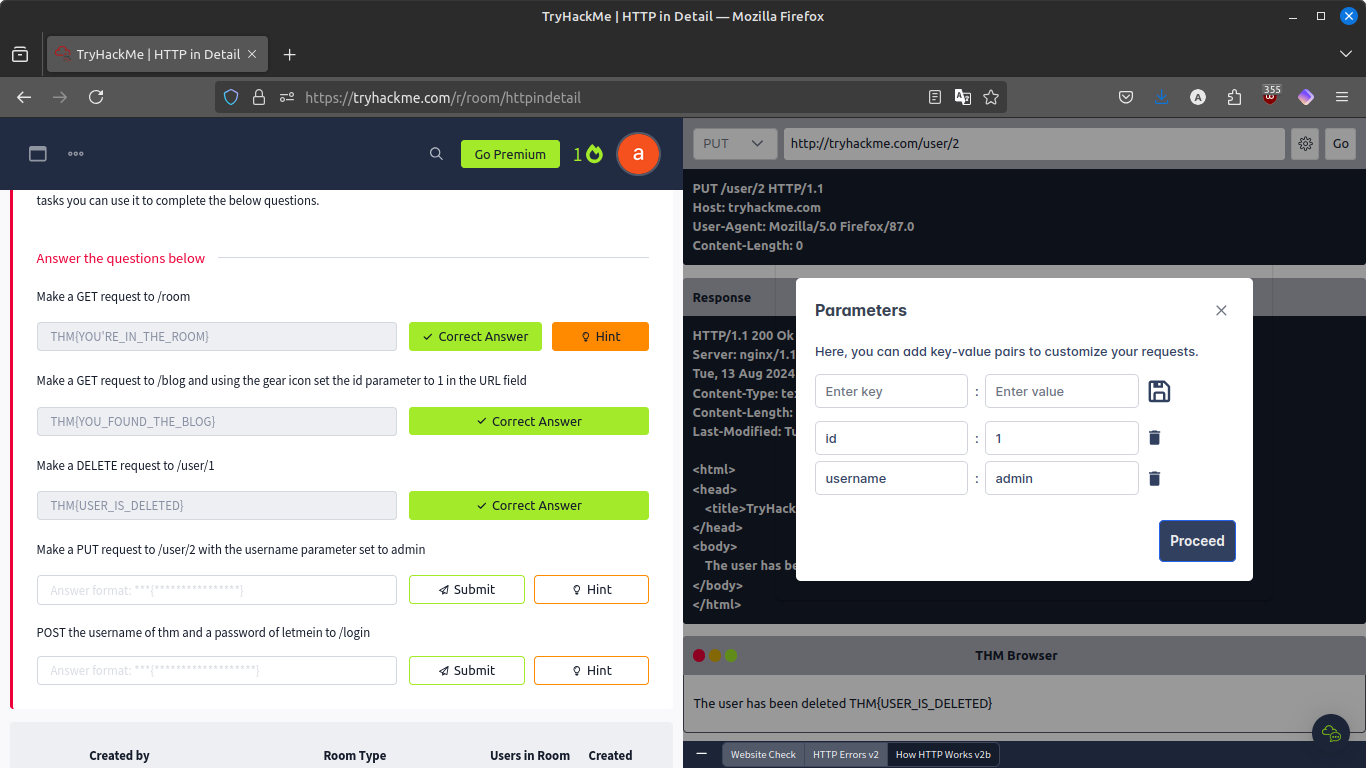 TryHackMe | HTTP in Detail — Mozilla Firefox
TryHackMe | HTTP in Detail
https://tryhackme.com/r/room/httpindetail
A
355
Go Premium
1
a
tasks you can use it to complete the below questions.
Answer the questions below
Make a GET request to /room
THM{YOU'RE_IN_THE_ROOM}
Correct Answer
Hint
Make a GET request to /blog and using the gear icon set the id parameter to 1 in the URL field
THM{YOU_FOUND_THE_BLOG}
Correct Answer
Make a DELETE request to /user/1
THM{USER_IS_DELETED}
Correct Answer
Make a PUT request to /user/2 with the username parameter set to admin
Answer format: ***{****************}
Submit
Hint
POST the username of thm and a password of letmein to /login
Answer format: ***{*******************}
Submit
Hint
Created by
Room Type
Users in Room
Created
PUT
http://tryhackme.com/user/2
Go
PUT /user/2 HTTP/1.1
Host: tryhackme.com
User-Agent: Mozilla/5.0 Firefox/87.0
Content-Length: 0
Response
HTTP/1.1 200 Ok
Server: nginx/1.1
Tue, 13 Aug 2024
Content-Type:
Content-Length:
Last-Modified:
<html>
<head>
<title>TryHack
</head>
<body>
The user has
</body>
</html>
Parameters
Here, you can add key-value pairs to customize your requests.
Enter key
:
Enter value
id
:
1
username
:
admin
Proceed
THM Browser
The user has been deleted THM{USER_IS_DELETED}
Website Check
HTTP Errors v2
How HTTP Works v2b